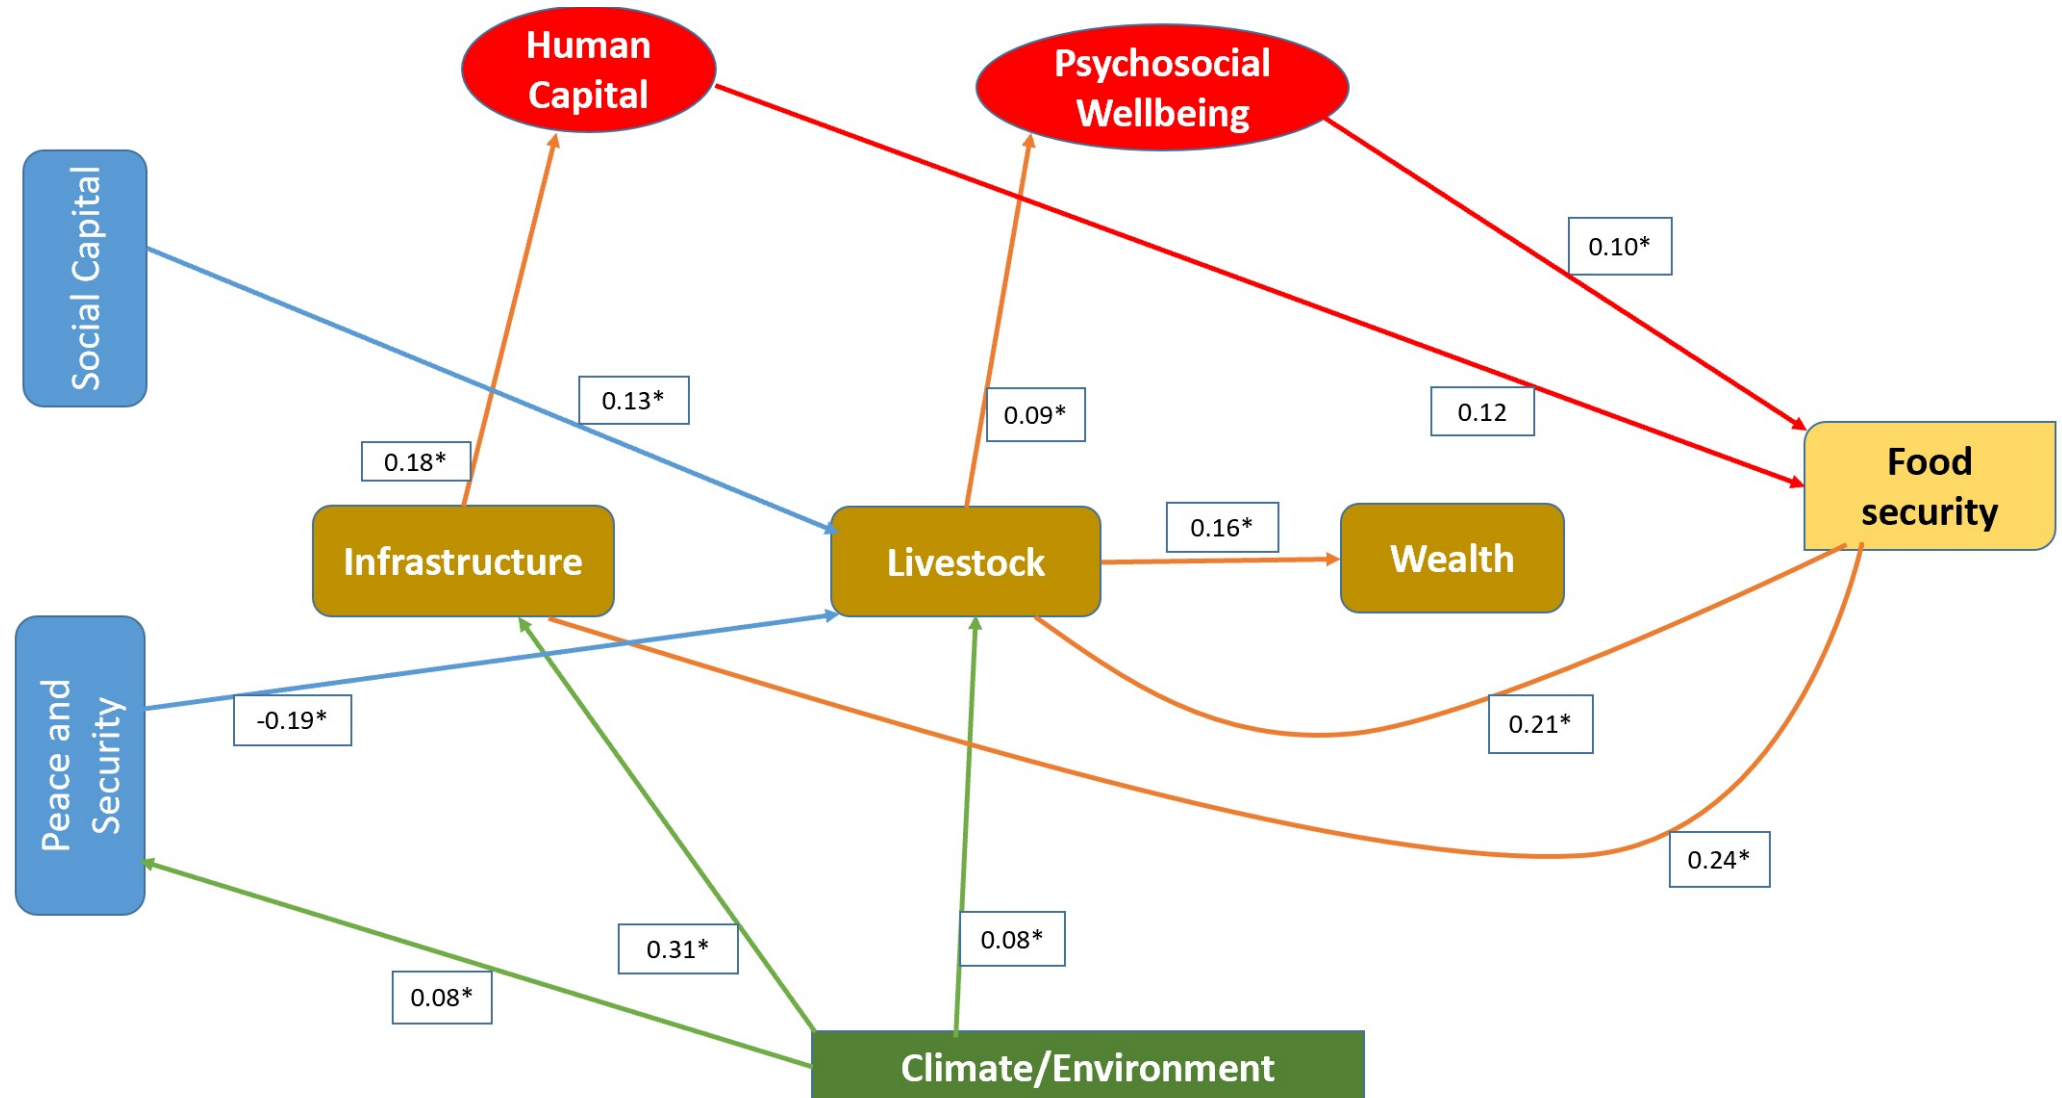 Human
Capital
Psychosocial
Wellbeing
Social Capital
0.10*
0.13*
0.09*
0.12
0.18*
Food
security
0.16*
Infrastructure
Livestock
Wealth
Peace and
Security
-0.19*
0.21*
0.24*
0.31*
0.08*
0.08*
Climate/Environment